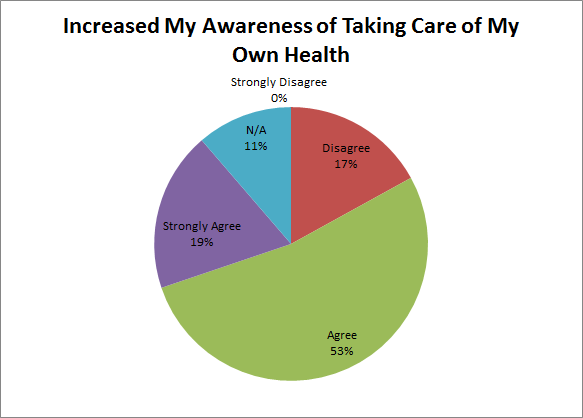 Increased My Awareness of Taking Care of My
Own Health
Strongly Disagree
0%
N/A
11%
Disagree
17%
Strongly Agree
19%
Agree
53%